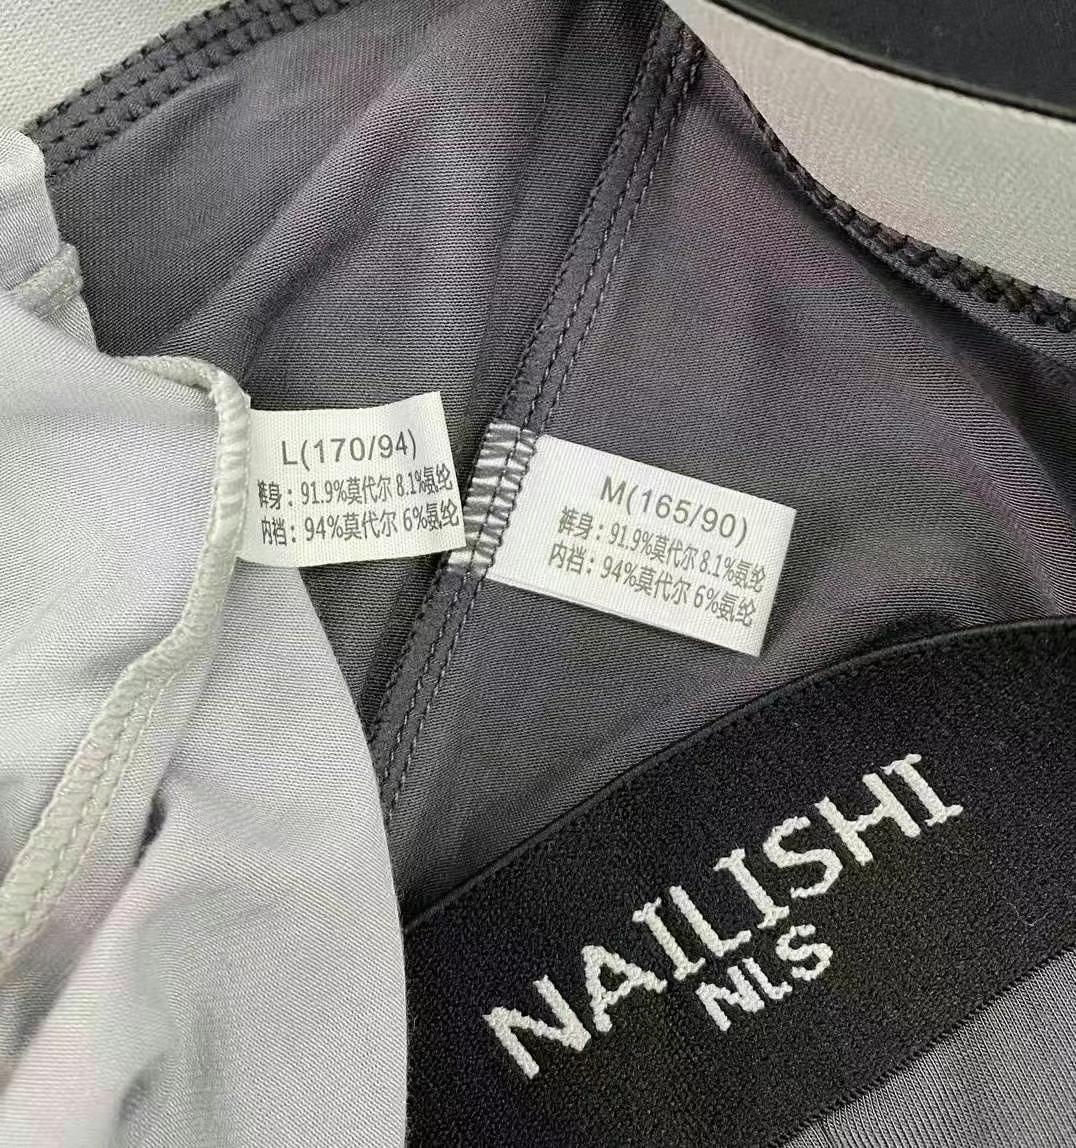 L(170/94)
裤身：91.9%莫代尔 8.1%氨纶
内裆：94%莫代尔 6%氨纶
M(165/90)
裤身：91.9%莫代尔 8.1%氨纶
内裆：94%莫代尔 6%氨纶
NAILISHI
NLS